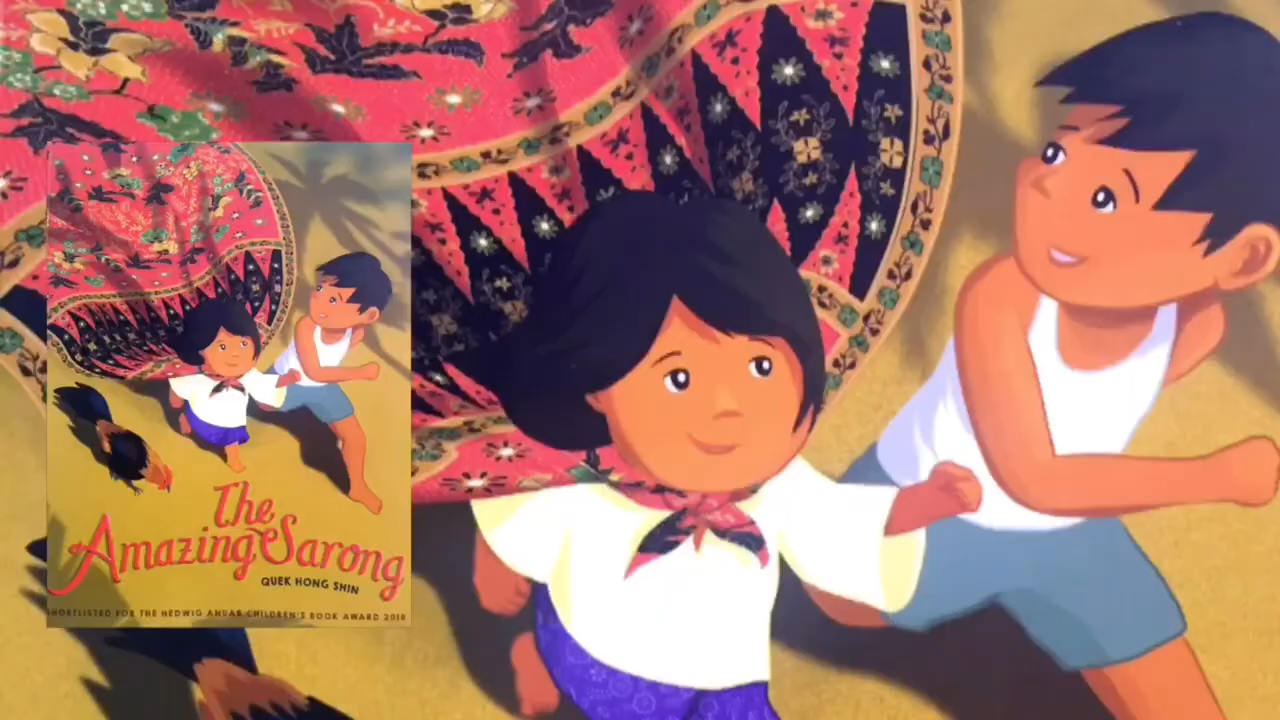 The
Amazing Sarong
QUEK HONG SHIN
SHORTLISTED FOR THE HEDWIG ANUAR CHILDREN'S BOOK AWARD 2018